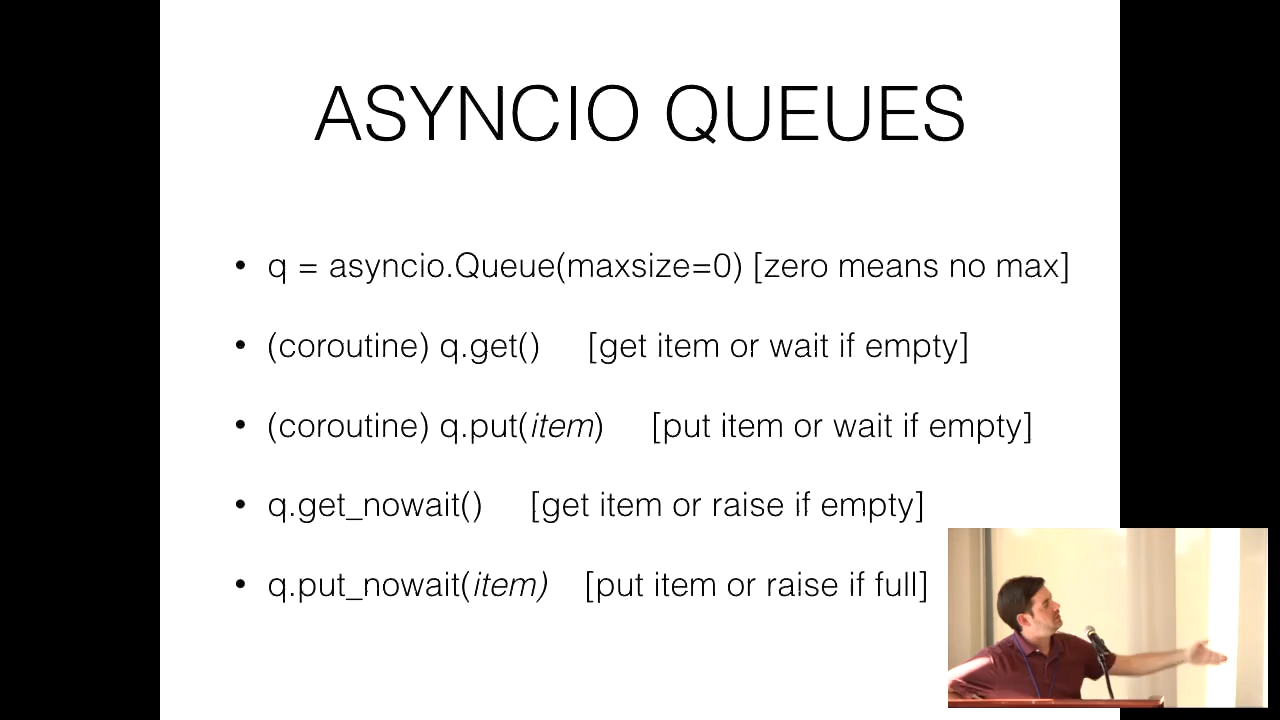 ASYNCIO QUEUES
• q = asyncio.Queue(maxsize=0) [zero means no max]
• (coroutine) q.get() [get item or wait if empty]
• (coroutine) q.put(item) [put item or wait if empty]
• q.get_nowait() [get item or raise if empty]
• q.put_nowait(item) [put item or raise if full]